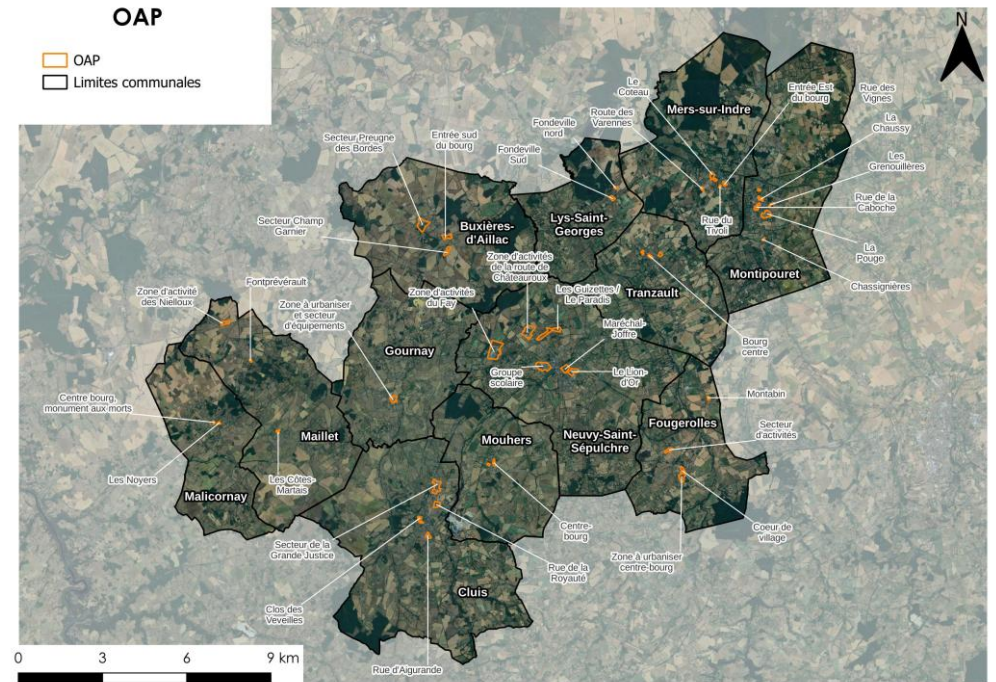 OAP
OAP
Limites communales
N
Le
Coteau
Entrée Est
du bourg
Rue des
Vignes
Mers-sur-Indre
Route des
Varennes
La
Chaussy
Fondeville
nord
Secteur Preugne
des Bordes
Entrée sud
du bourg
Fondeville
Sud
Les
Grenouillères
Rue de la
Caboche
Secteur Champ
Garnier
Buxières-
d'Aillac
Lys-Saint-
Georges
Rue du
Tivoli
La
Pouge
Zone d'activités
de la route de
Châteauroux
Montipouret
Chassignières
Zone d'activité
des Nielloux
Fontprévérault
Zone à urbaniser
et secteur
d'équipements
Zone d'activités
du Fay
Les Guizettes /
Le Paradis
Tranzault
Maréchal-
Joffre
Bourg
centre
Gournay
Groupe
scolaire
Le Lion-
d'Or
Montabin
Centre bourg,
monument aux morts
Fougerolles
Secteur
d'activités
Maillet
Mouhers
Neuvy-Saint-
Sépulchre
Les Noyers
Les Côtes-
Martais
Malicornay
Secteur de la
Grande Justice
Centre-
bourg
Coeur de
village
Rue de la
Royauté
Zone à urbaniser
centre-bourg
Clos des
Veveilles
Cluis
Rue d'Aigurande
0 3 6 9 km